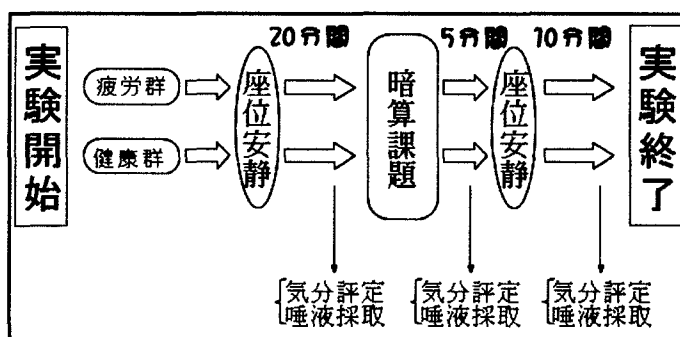 20分間
5分間
10分間
実験開始
疲労群
健康群
座位安静
暗算課題
座位安静
実験終了
気分評定
唾液採取
気分評定
唾液採取
気分評定
唾液採取